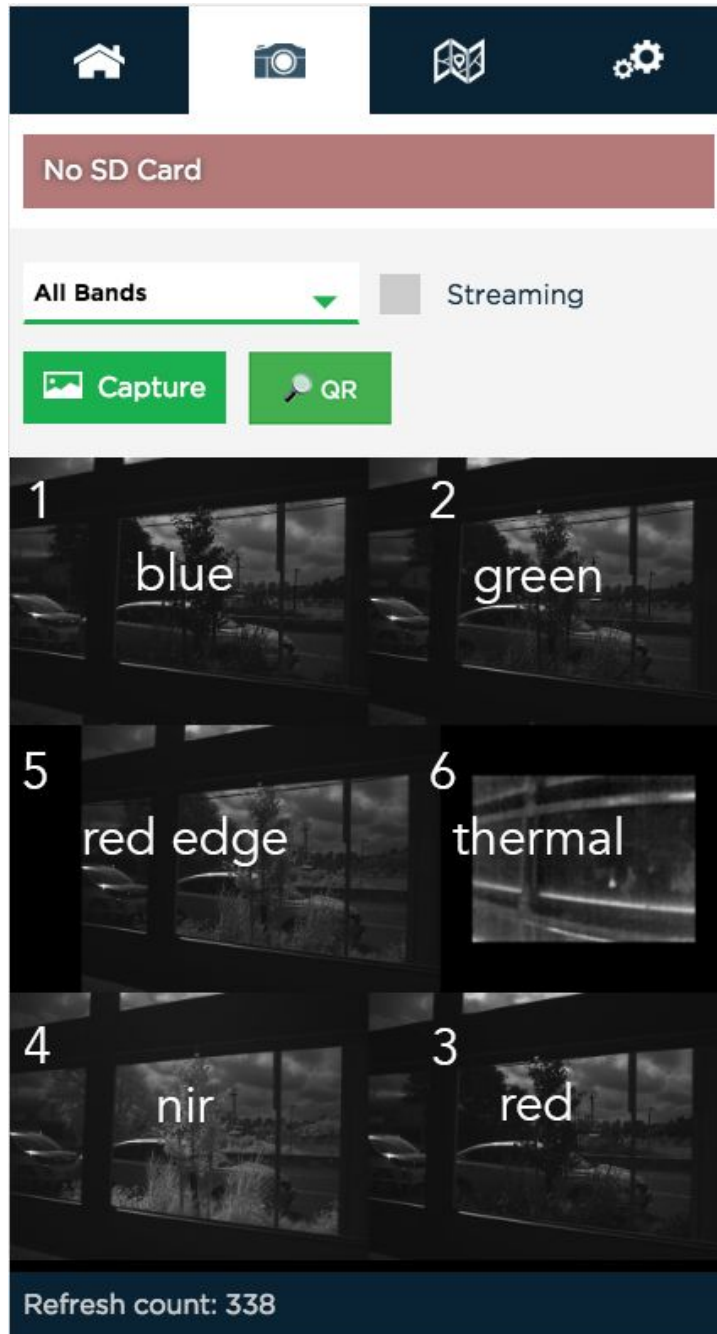 No SD Card
All Bands
Streaming
Capture
QR
1
2
blue
green
5
6
red edge
thermal
4
3
nir
red
Refresh count: 338